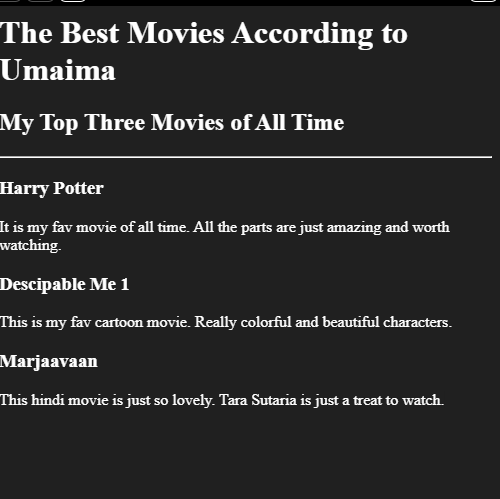 The Best Movies According to
Umaima
My Top Three Movies of All Time
Harry Potter
It is my fav movie of all time. All the parts are just amazing and worth
watching.
Descipable Me 1
This is my fav cartoon movie. Really colorful and beautiful characters.
Marjaavaan
This hindi movie is just so lovely. Tara Sutaria is just a treat to watch.